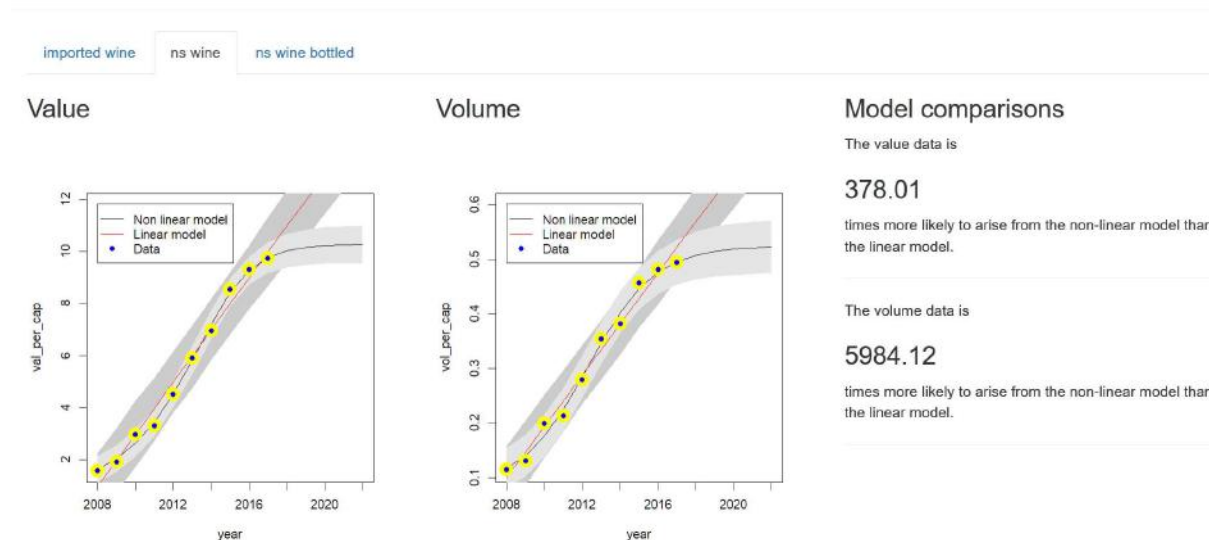 imported wine
ns wine
ns wine bottled
Value
Volume
Model comparisons
The value data is
378.01
times more likely to arise from the non-linear model than
the linear model.
The volume data is
5984.12
times more likely to arise from the non-linear model than
the linear model.
12
10
8
6
4
2
val_per_cap
Non linear model
Linear model
Data
2008
2012
2016
2020
year
0.6
0.5
0.4
0.3
0.2
0.1
vol_per_cap
Non linear model
Linear model
Data
2008
2012
2016
2020
year